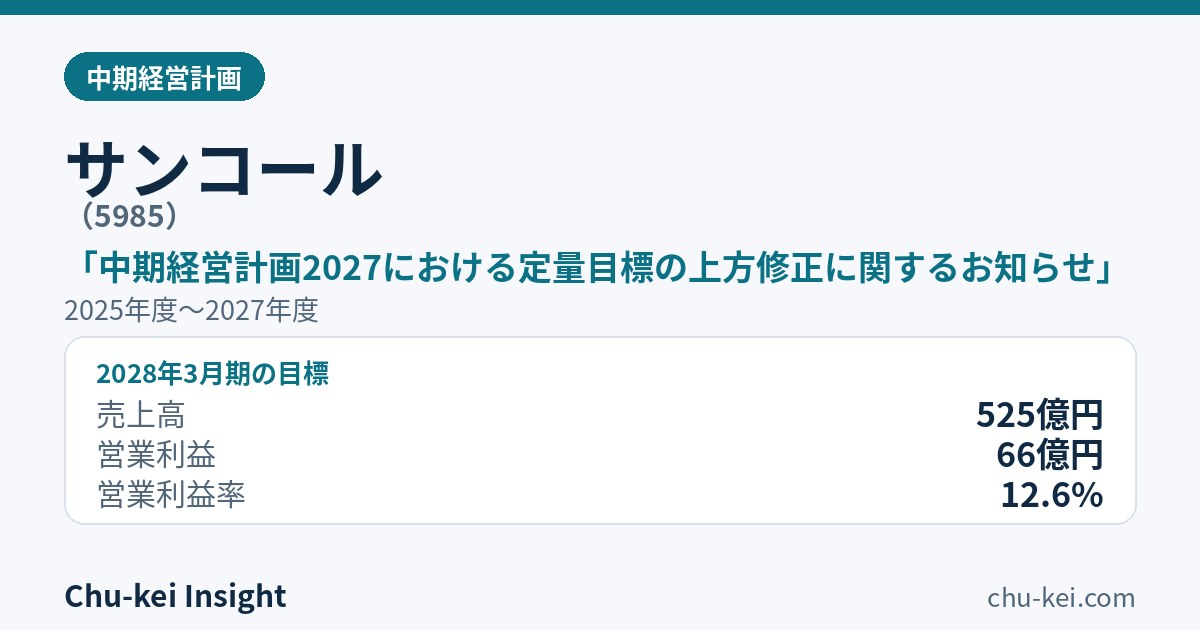 中期経営計画
サンコール
（5985）
「中期経営計画2027における定量目標の上方修正に関するお知らせ」
2025年度～2027年度
2028年3月期の目標
売上高 525億円
営業利益 66億円
営業利益率 12.6%
Chu-kei Insight chu-kei.com